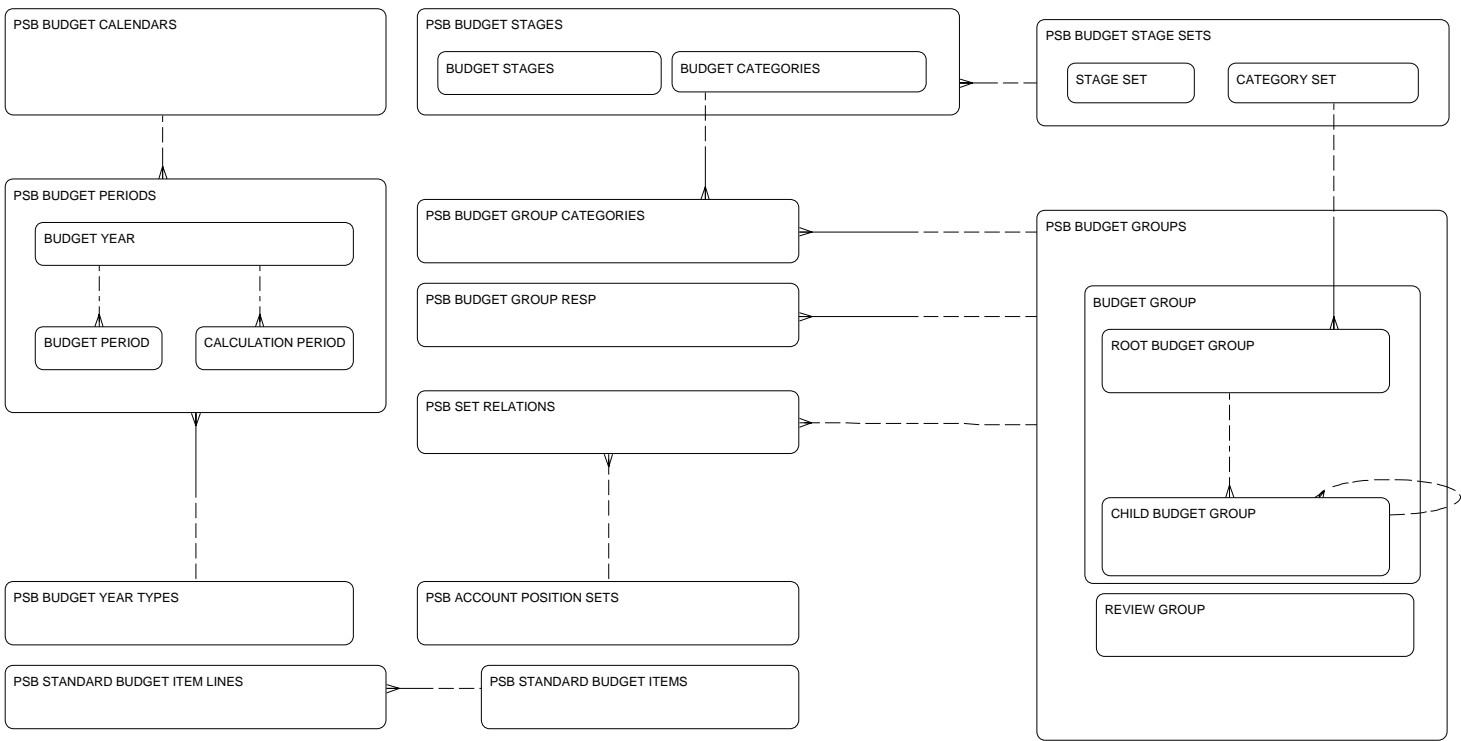 PSB BUDGET CALENDARS
PSB BUDGET PERIODS
BUDGET YEAR
BUDGET PERIOD
CALCULATION PERIOD
PSB BUDGET YEAR TYPES
PSB STANDARD BUDGET ITEM LINES
PSB BUDGET STAGES
BUDGET STAGES
BUDGET CATEGORIES
PSB BUDGET GROUP CATEGORIES
PSB BUDGET GROUP RESP
PSB SET RELATIONS
PSB ACCOUNT POSITION SETS
PSB STANDARD BUDGET ITEMS
PSB BUDGET STAGE SETS
STAGE SET
CATEGORY SET
PSB BUDGET GROUPS
BUDGET GROUP
ROOT BUDGET GROUP
CHILD BUDGET GROUP
REVIEW GROUP